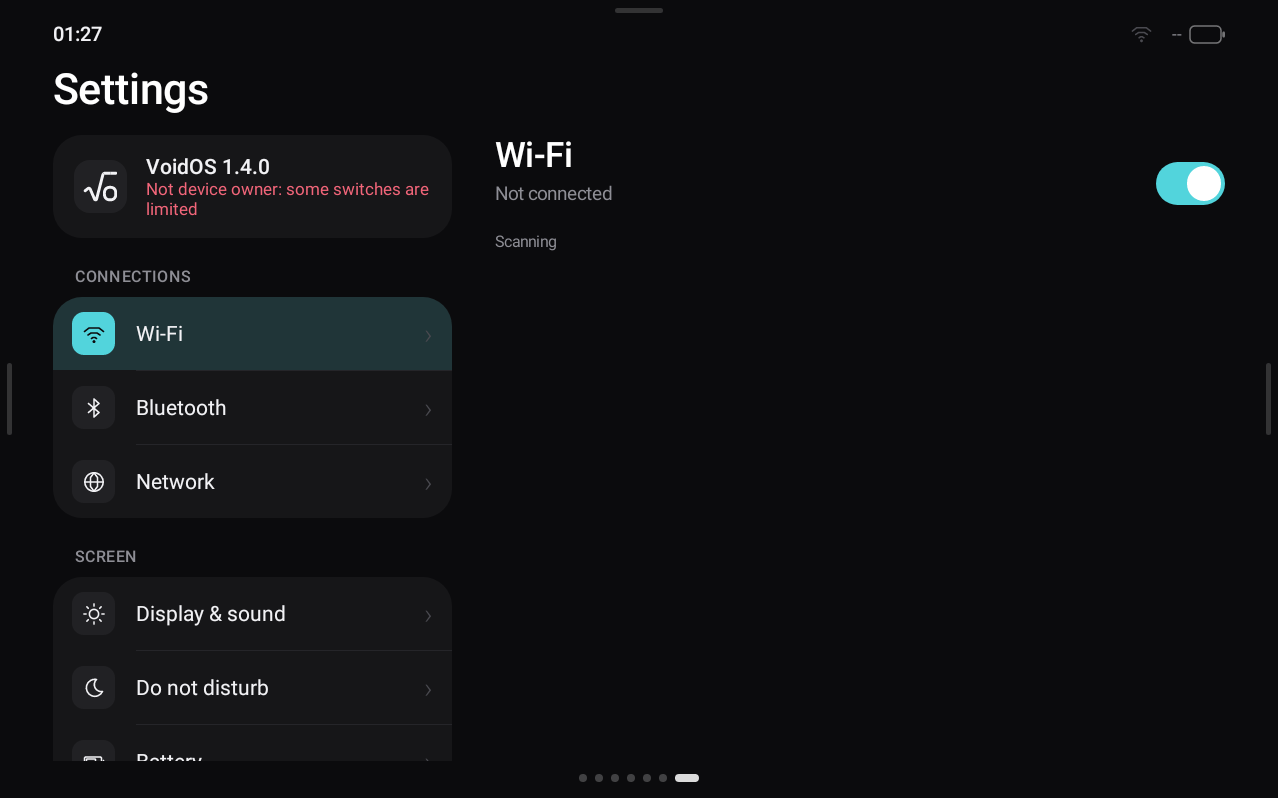 01:27
--
Settings
VoidOS 1.4.0
Not device owner: some switches are
limited
CONNECTIONS
Wi-Fi
Bluetooth
Network
SCREEN
Display & sound
Do not disturb
Battery
Wi-Fi
Not connected
Scanning